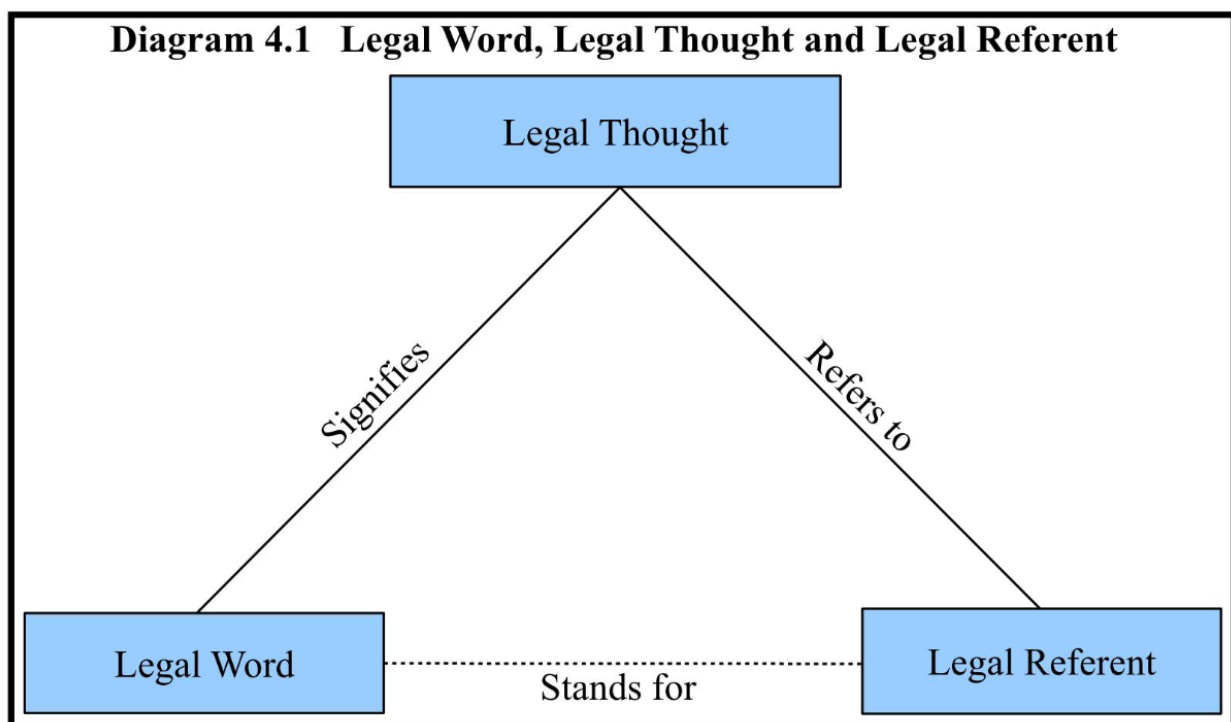 Diagram 4.1 Legal Word, Legal Thought and Legal Referent
Legal Thought
Signifies
Refers to
Legal Word
Stands for
Legal Referent